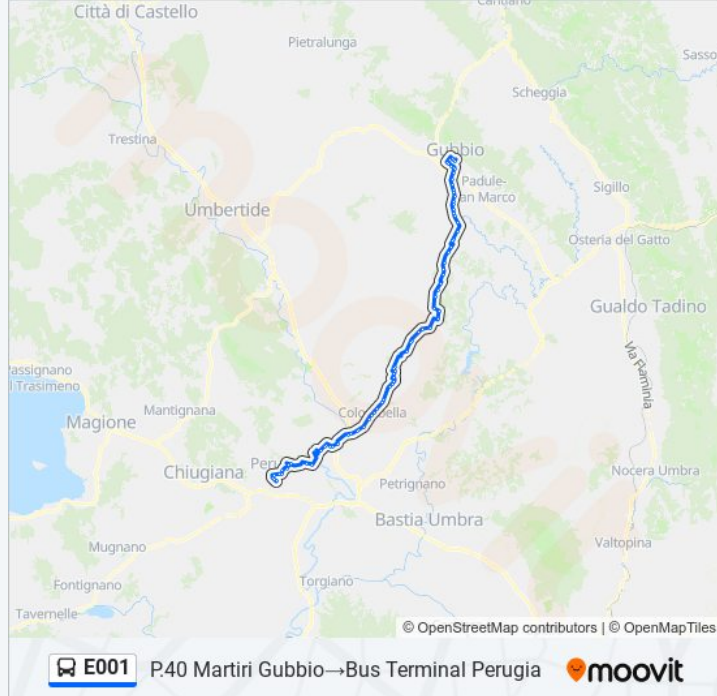 Cantiano
Città di Castello
Pietralunga
Sasso
Scheggia
Trestina
Gubbio
Padule-
San Marco
Sigillo
Umbertide
Osteria del Gatto
Gualdo Tadino
Via Flaminia
Passignano
l Trasimeno
Mantignana
Colombella
Magione
Chiugiana
Peru
Nocera Umbra
Petrignano
Bastia Umbra
Mugnano
Valtopina
Fontignano
Torgiano
Tavernelle
© OpenStreetMap contributors | © OpenMapTiles
E001 P.40 Martiri Gubbio→Bus Terminal Perugia moovit